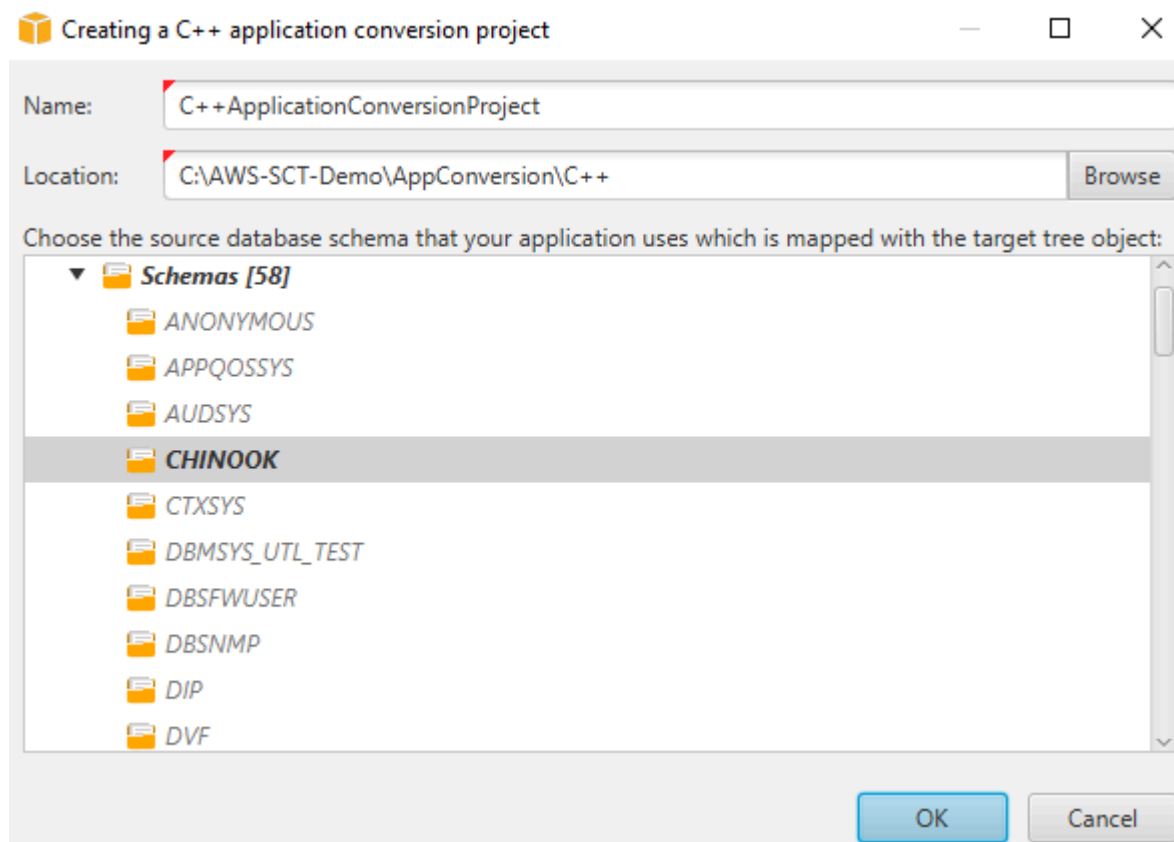 Creating a C++ application conversion project
Name: C++ApplicationConversionProject
Location: C:\AWS-SCT-Demo\AppConversion\C++ Browse
Choose the source database schema that your application uses which is mapped with the target tree object:
Schemas [58]
ANONYMOUS
APPQOSSYS
AUDSYS
CHINOOK
CTXSYS
DBMSYS_UTL_TEST
DBSFWUSER
DBSNMP
DIP
DVF
OK Cancel